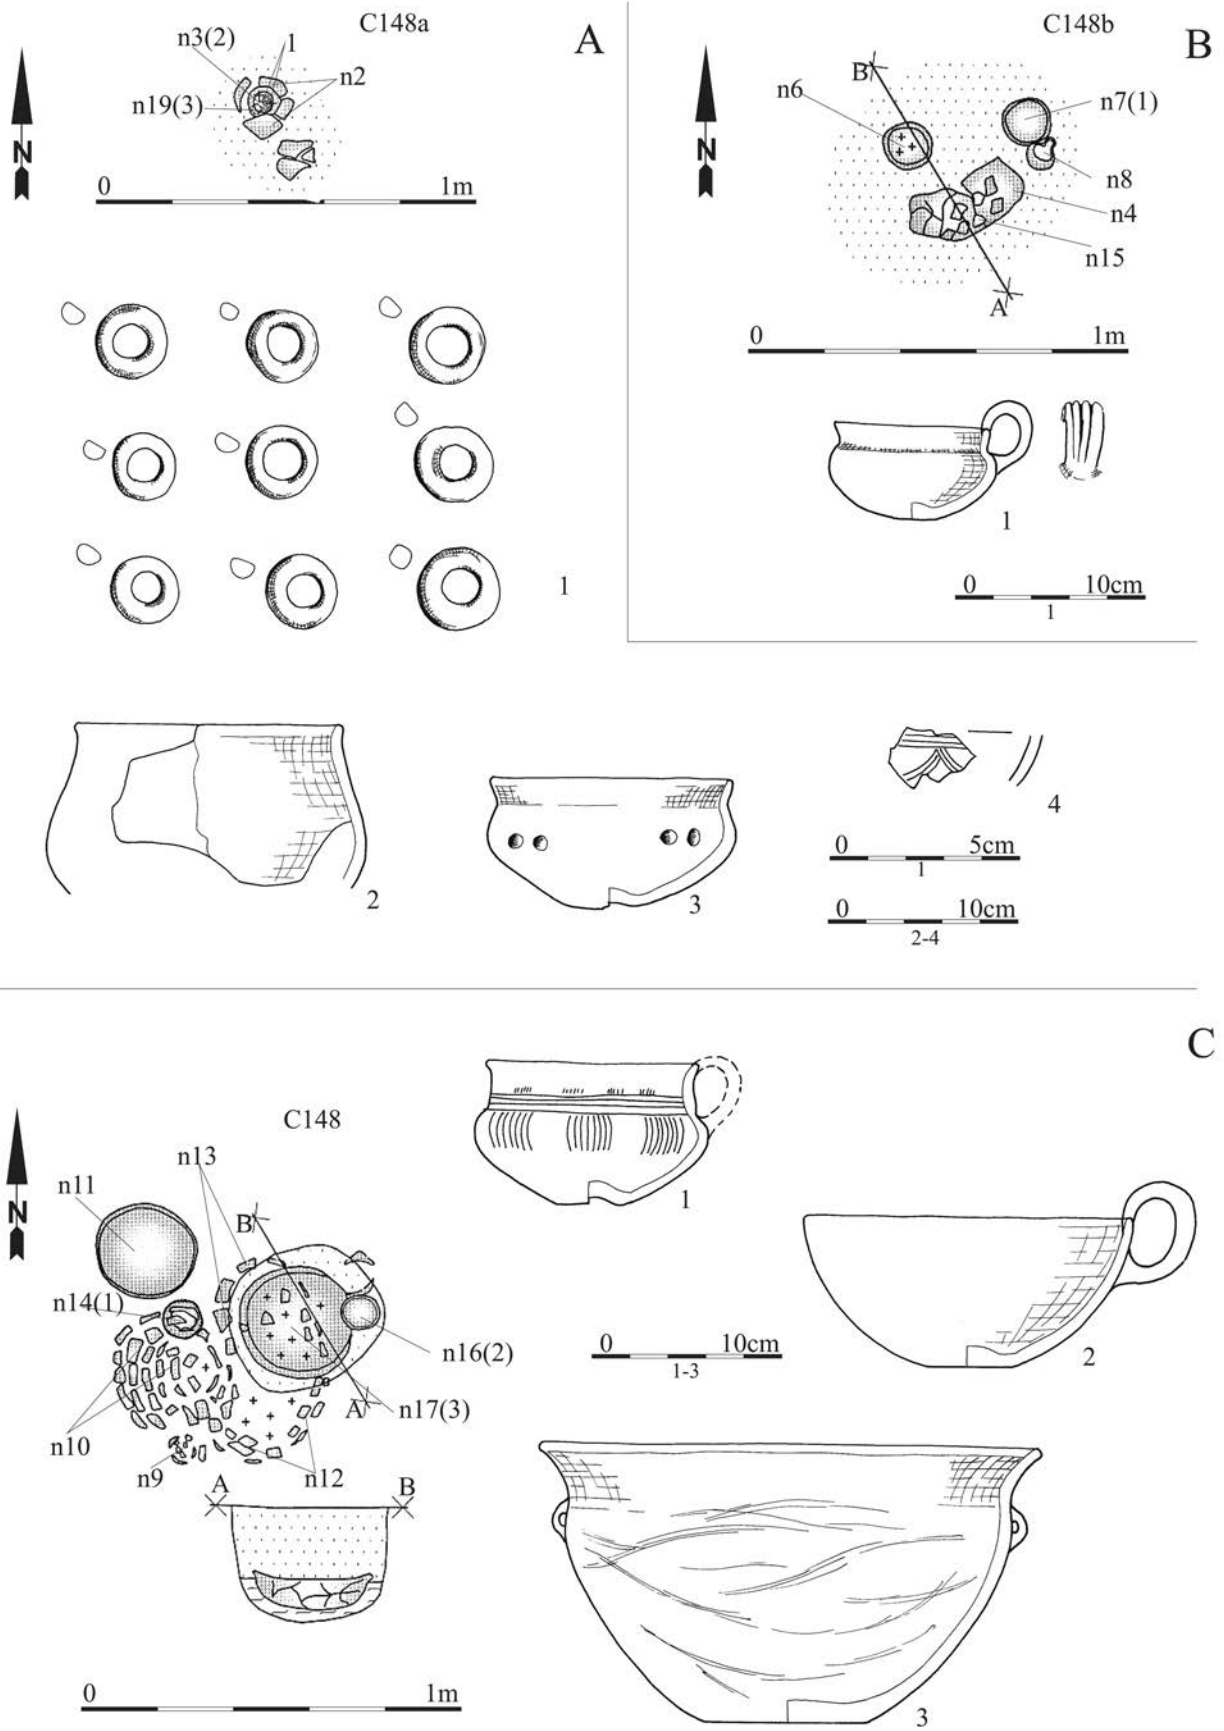 C148a
A
n3(2)
1
n2
n19(3)
N
0 1m
1
C148b
B
B
n6
n7(1)
n8
n4
n15
A
N
0 1m
1
0 10cm
1
2
3
4
0 5cm
1
0 10cm
2-4
C
C148
N
n13
n11
B
n14(1)
n16(2)
A
n17(3)
n10
n9
n12
A B
0 1m
1
2
0 10cm
1-3
3